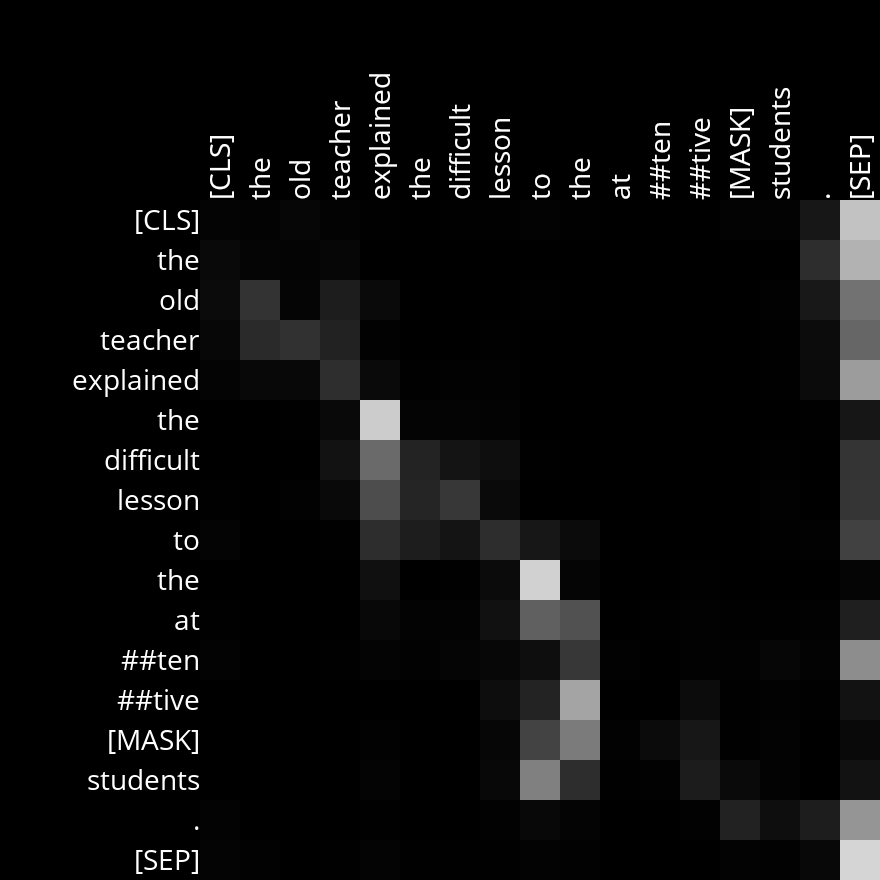 [CLS]
the
old
teacher
explained
the
difficult
lesson
to
the
at
##ten
##tive
[MASK]
students
.
[SEP]
[CLS]
the
old
teacher
explained
the
difficult
lesson
to
the
at
##ten
##tive
[MASK]
students
.
[SEP]